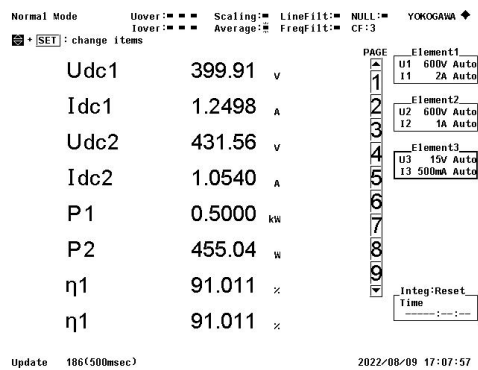 Normal Mode Uover:= = = Scaling:= LineFilt:= NULL:= YOKOGAWA
Iover:= = = Average: FreqFilt:= CF:3
+ SET : change items
PAGE
Udc1 399.91 V
Idc1 1.2498 A
Udc2 431.56 V
Idc2 1.0540 A
P1 0.5000 kW
P2 455.04 W
η1 91.011 %
η1 91.011 %
1
2
3
4
5
6
7
8
9
Element1
U1 600V Auto
I1 2A Auto
Element2
U2 600V Auto
I2 1A Auto
Element3
U3 15V Auto
I3 500mA Auto
Integ:Reset
Time
-----:--:--
Update 186(500msec) 2022/08/09 17:07:57